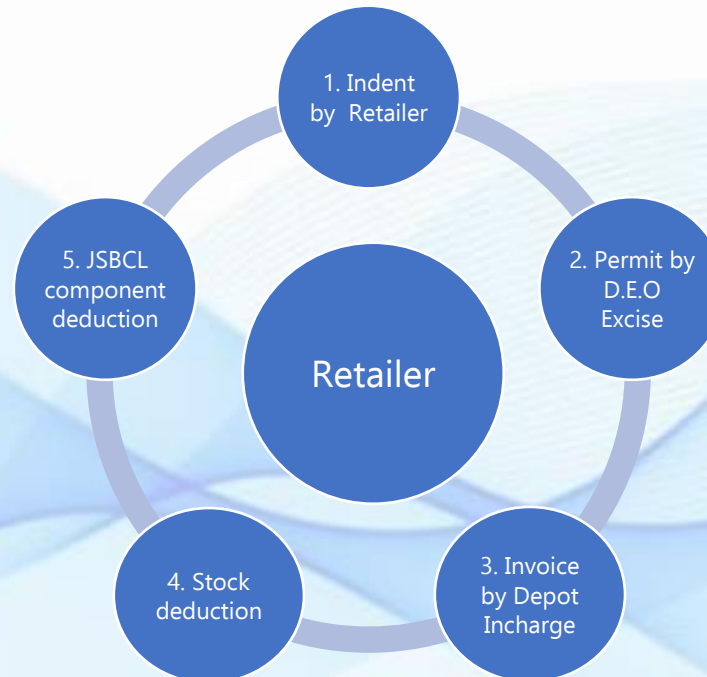 1. Indent
by Retailer
2. Permit by
D.E.O
Excise
3. Invoice
by Depot
Incharge
4. Stock
deduction
5. JSBCL
component
deduction
Retailer